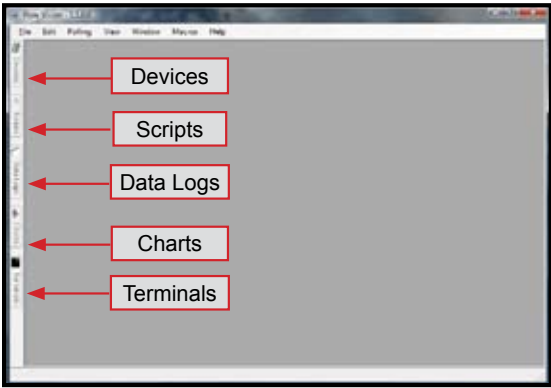 File Edit Polling View Window Macros Help
Devices
Scripts
Data Logs
Charts
Terminals